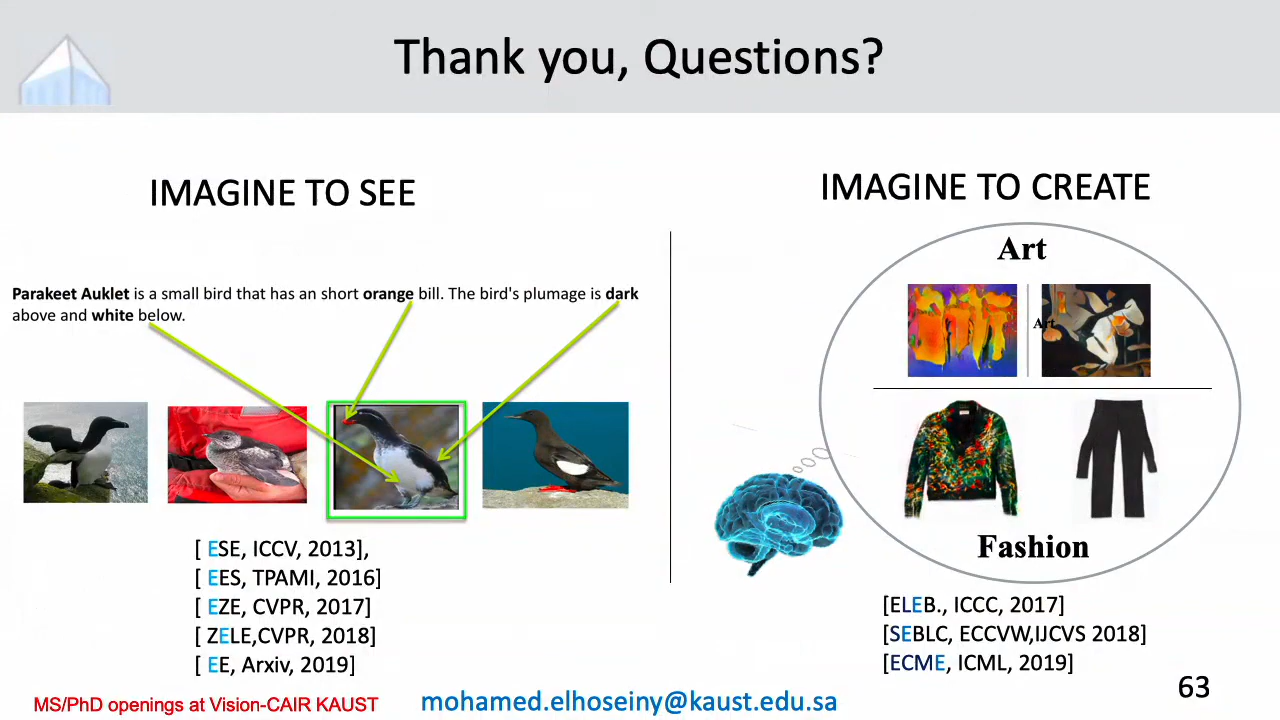 Thank you, Questions?
IMAGINE TO SEE
Parakeet Auklet is a small bird that has an short orange bill. The bird's plumage is dark
above and white below.
[ ESE, ICCV, 2013],
[ EES, TPAMI, 2016]
[ EZE, CVPR, 2017]
[ ZELE,CVPR, 2018]
[ EE, Arxiv, 2019]
IMAGINE TO CREATE
Art
Art
Fashion
[ELEB., ICCC, 2017]
[SEBLC, ECCVW,IJCVS 2018]
[ECME, ICML, 2019]
MS/PhD openings at Vision-CAIR KAUST
mohamed.elhoseiny@kaust.edu.sa
63